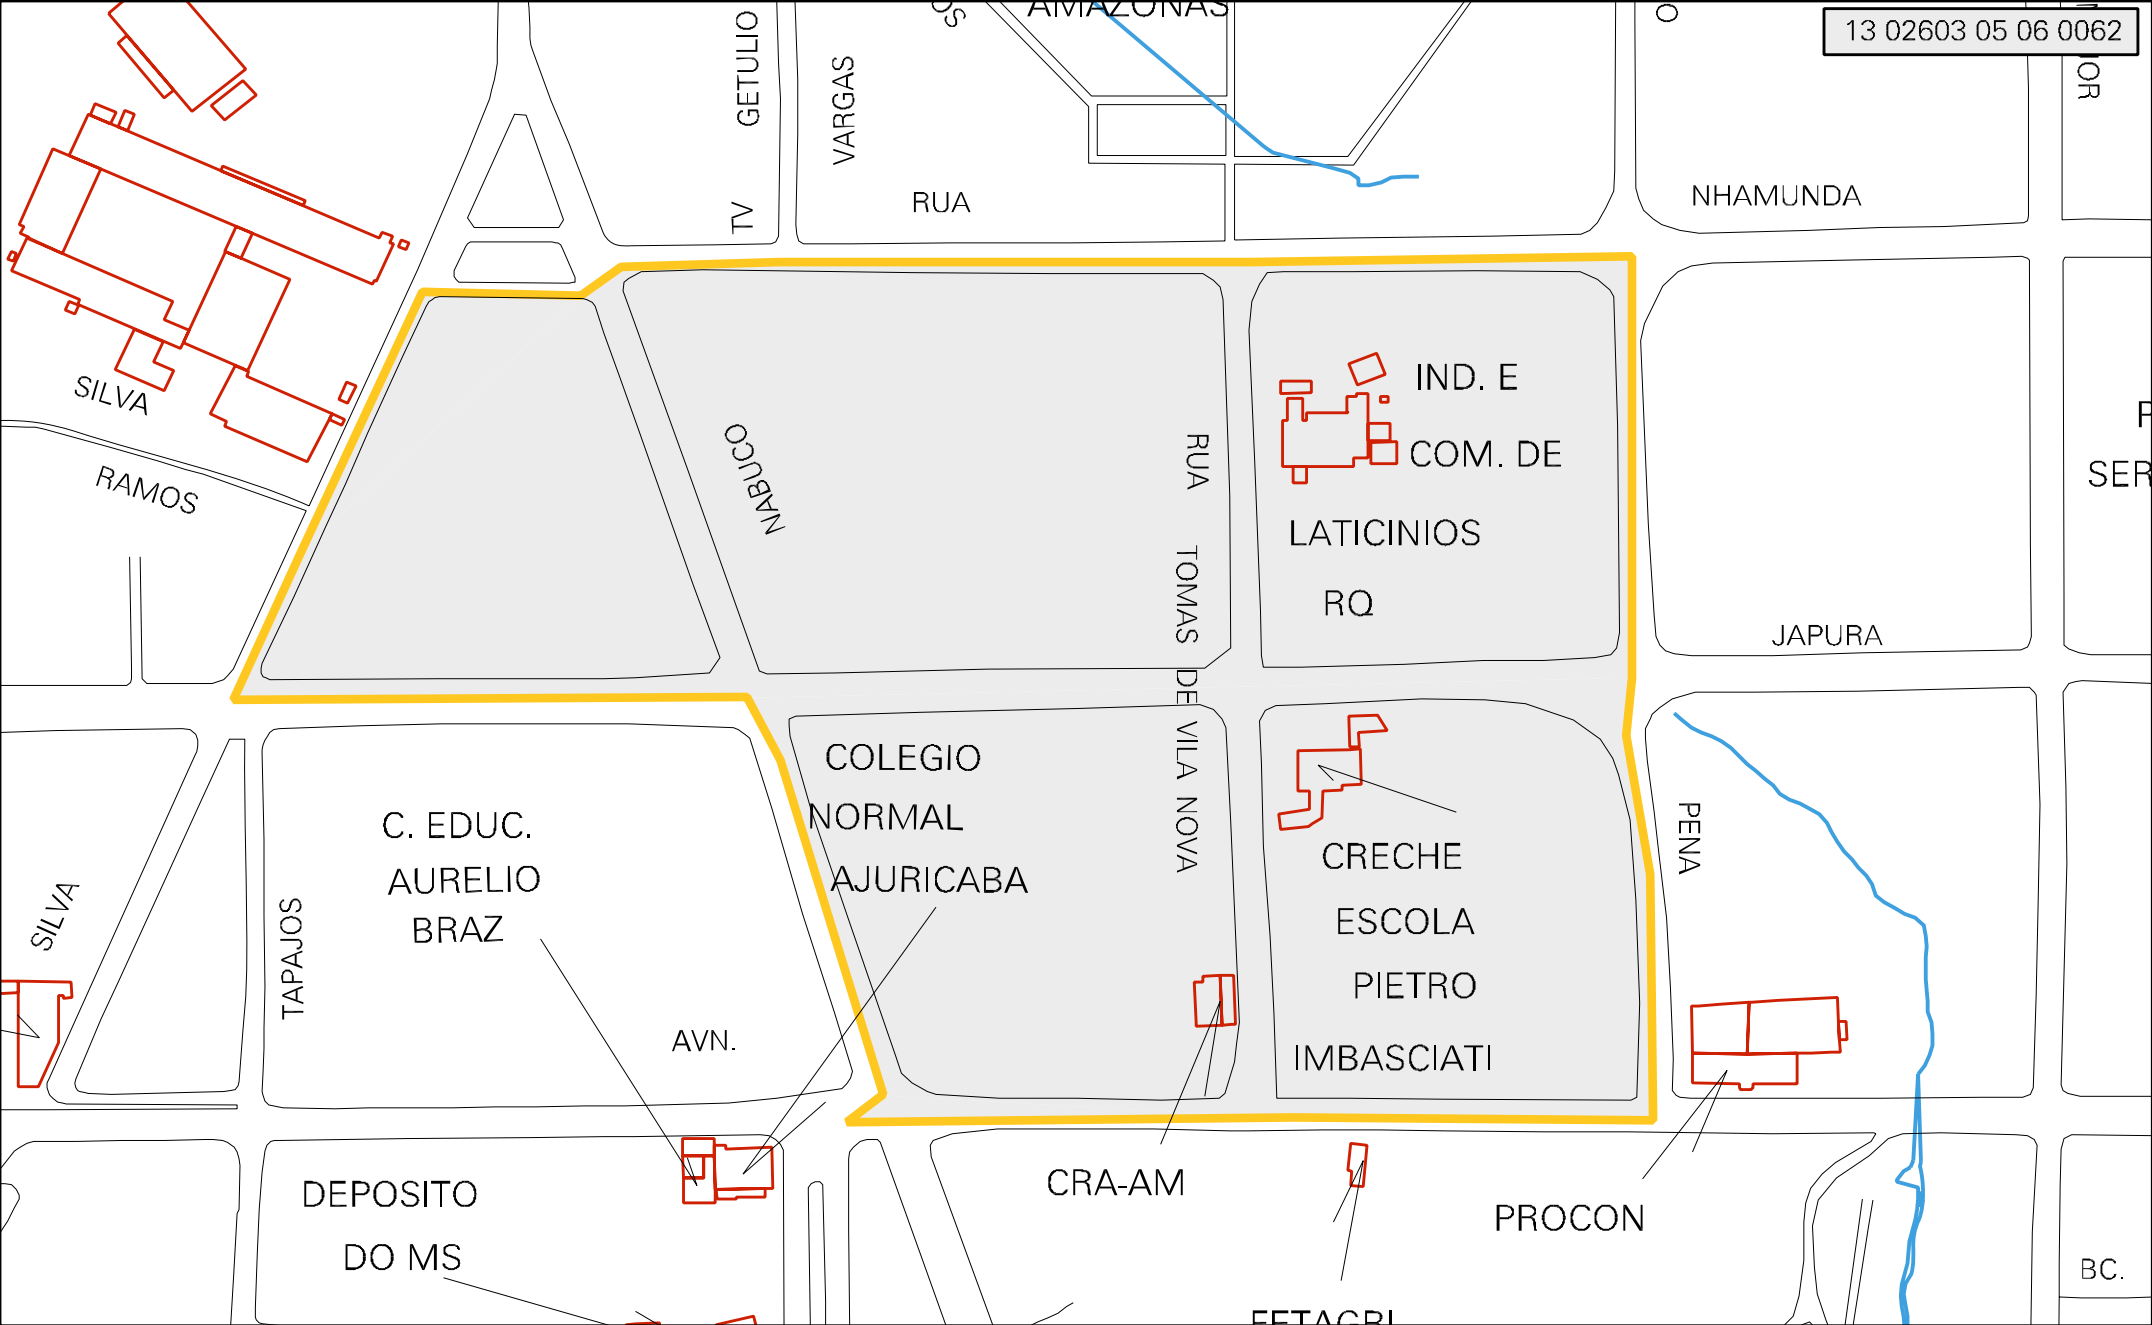 AMAZONAS
13 02603 05 06 0062
TV GETULIO
VARGAS
RUA
NHAMUNDA
SILVA
RAMOS
NABUCO
RUA TOMAS DE VILA NOVA
IND. E
COM. DE
LATICINIOS
RQ
SER
JAPURA
COLEGIO
NORMAL
AJURICABA
C. EDUC.
AURELIO
BRAZ
CRECHE
ESCOLA
PIETRO
IMBASCIATI
PENA
SILVA
TAPAJOS
AVN.
CRA-AM
DEPOSITO
DO MS
PROCON
BC.
FETAGRI